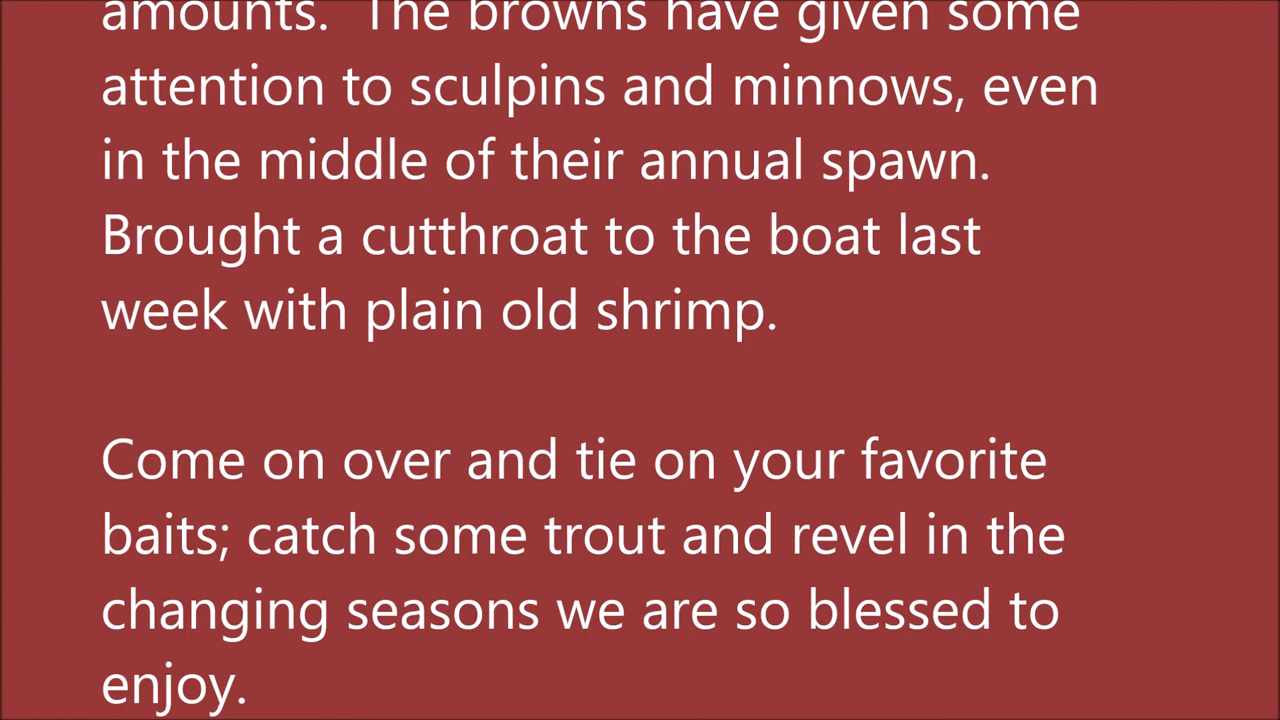 amounts.  The browns have given some
attention to sculpins and minnows, even
in the middle of their annual spawn.
Brought a cutthroat to the boat last
week with plain old shrimp.
Come on over and tie on your favorite
baits; catch some trout and revel in the
changing seasons we are so blessed to
enjoy.